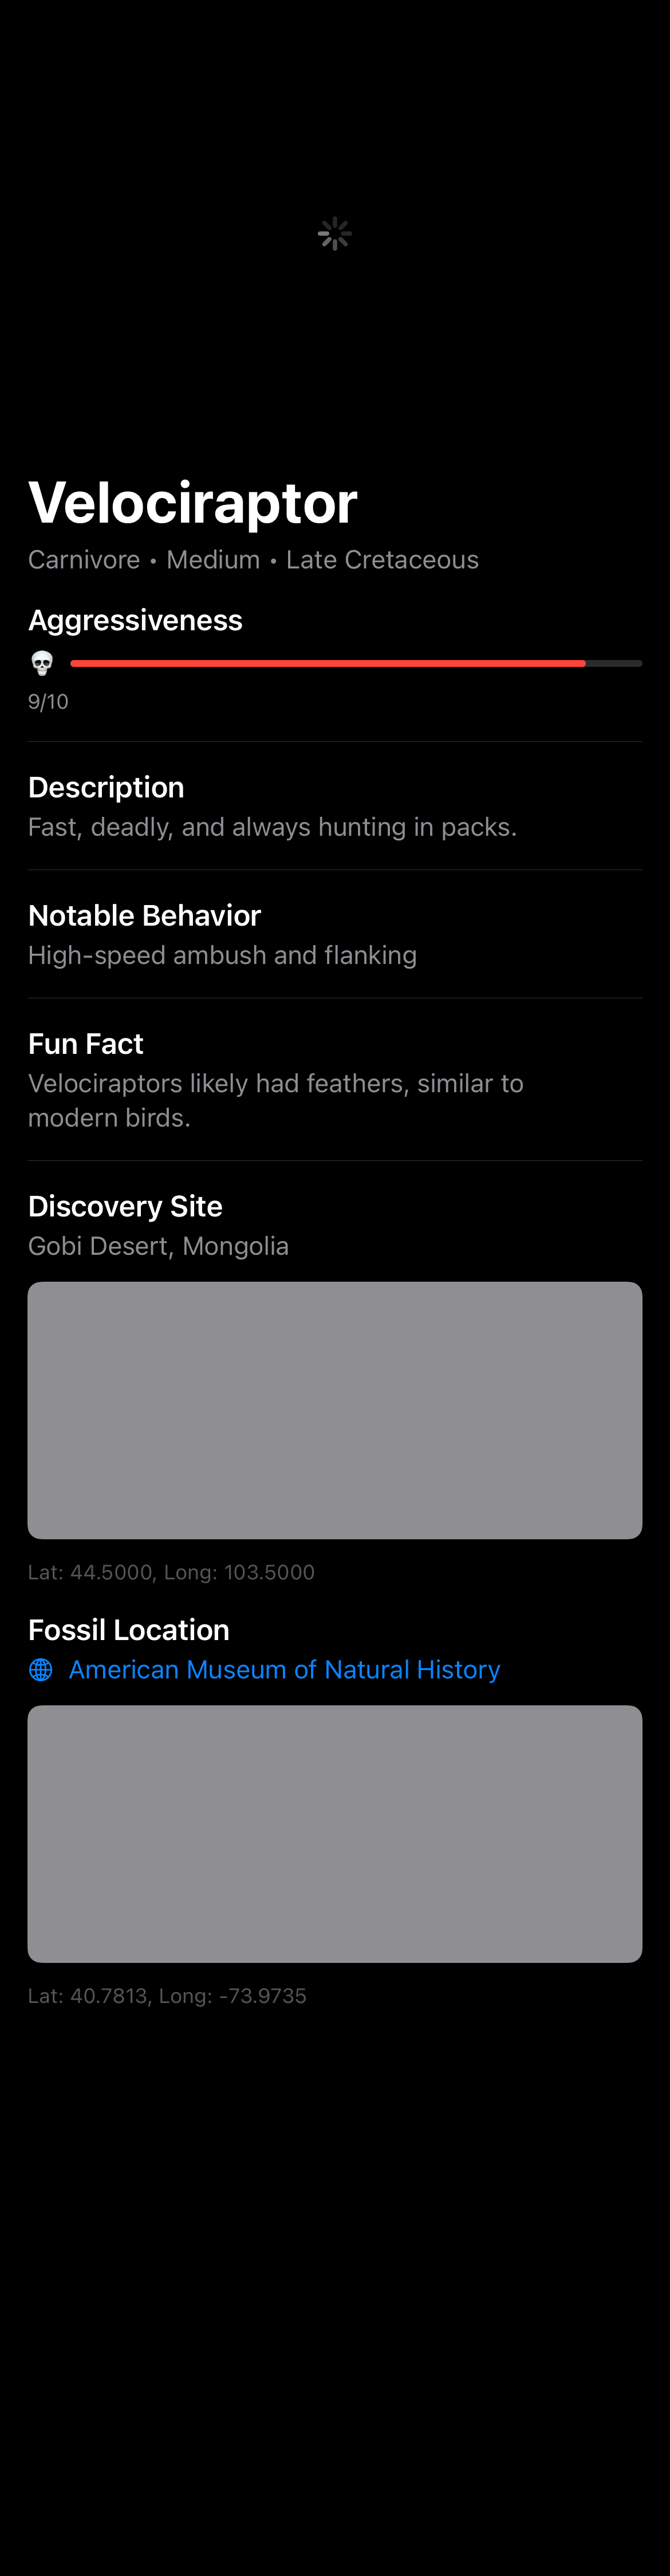 Velociraptor
Carnivore • Medium • Late Cretaceous
Aggressiveness
9/10
Description
Fast, deadly, and always hunting in packs.
Notable Behavior
High-speed ambush and flanking
Fun Fact
Velociraptors likely had feathers, similar to
modern birds.
Discovery Site
Gobi Desert, Mongolia
Lat: 44.5000, Long: 103.5000
Fossil Location
American Museum of Natural History
Lat: 40.7813, Long: -73.9735